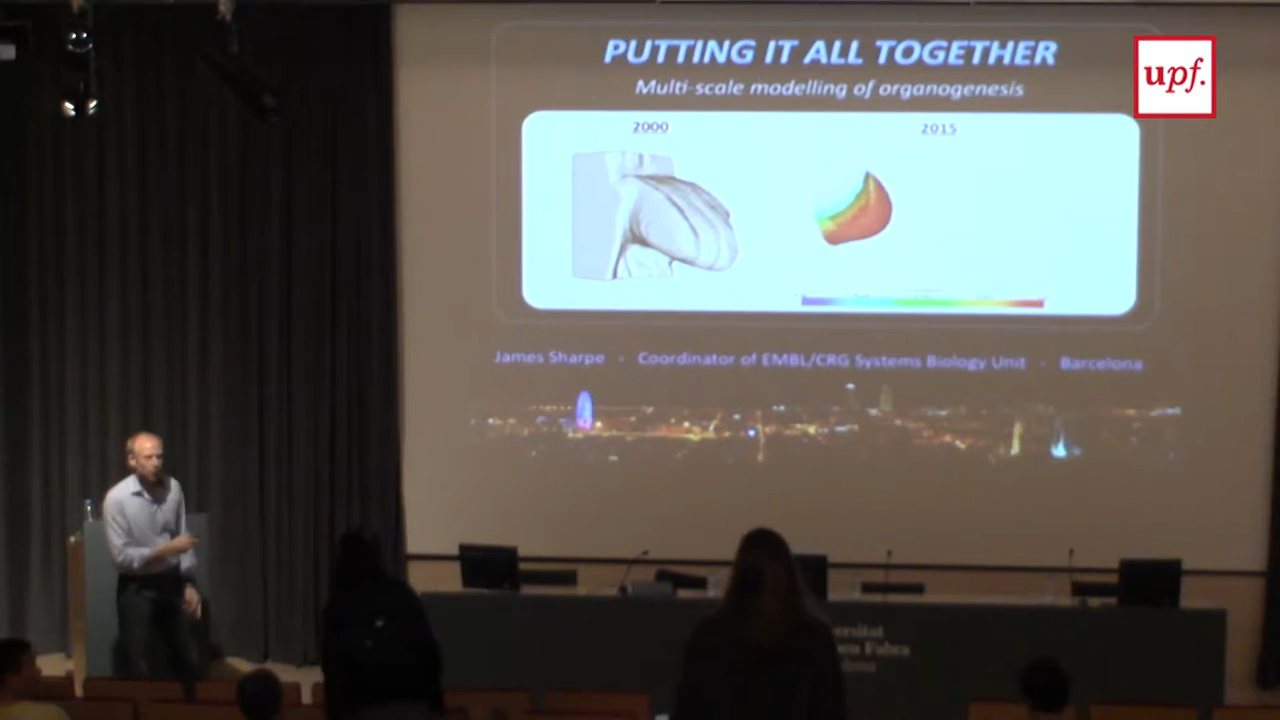 PUTTING IT ALL TOGETHER
Multi-scale modelling of organogenesis
2000
2015
upf.
James Sharpe - Coordinator of EMBL/CRG Systems Biology Unit - Barcelona
Fabra